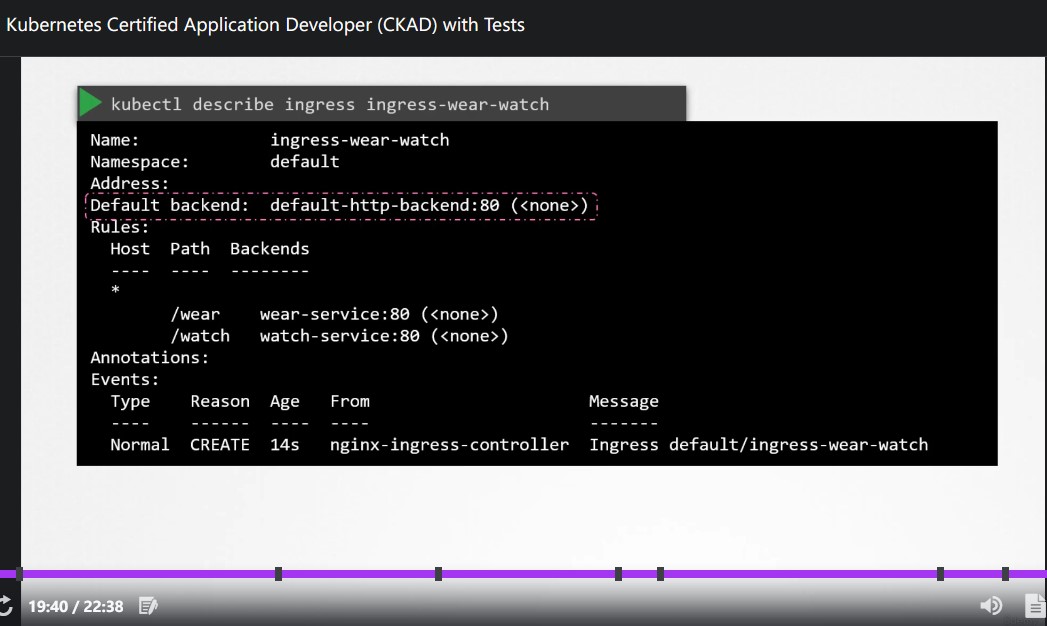 Kubernetes Certified Application Developer (CKAD) with Tests
kubectl describe ingress ingress-wear-watch
Name: ingress-wear-watch
Namespace: default
Address:
Default backend: default-http-backend:80 (<none>)
Rules:
Host Path Backends
---- ---- --------
*
/wear wear-service:80 (<none>)
/watch watch-service:80 (<none>)
Annotations:
Events:
Type Reason Age From Message
---- ------ ---- ---- -------
Normal CREATE 14s nginx-ingress-controller Ingress default/ingress-wear-watch
19:40 / 22:38